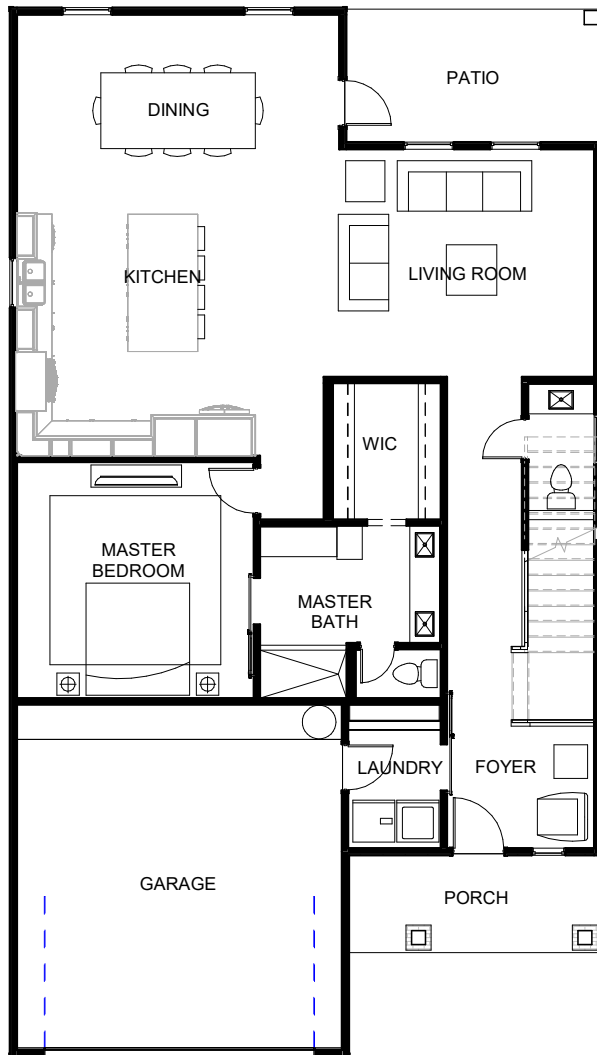 PATIO
DINING
KITCHEN
LIVING ROOM
WIC
MASTER
BEDROOM
MASTER
BATH
LAUNDRY
FOYER
GARAGE
PORCH